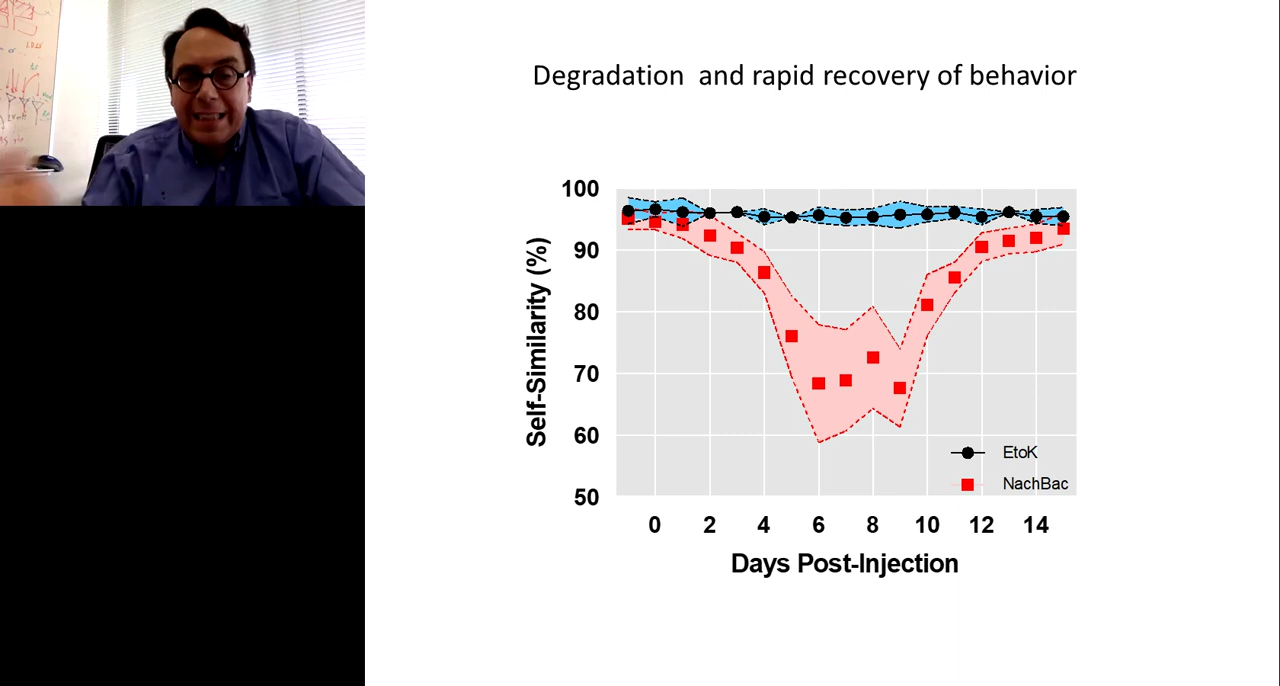 Degradation  and rapid recovery of behavior
100
90
80
70
60
50
Self-Similarity (%)
EtoK
NachBac
0 2 4 6 8 10 12 14
Days Post-Injection